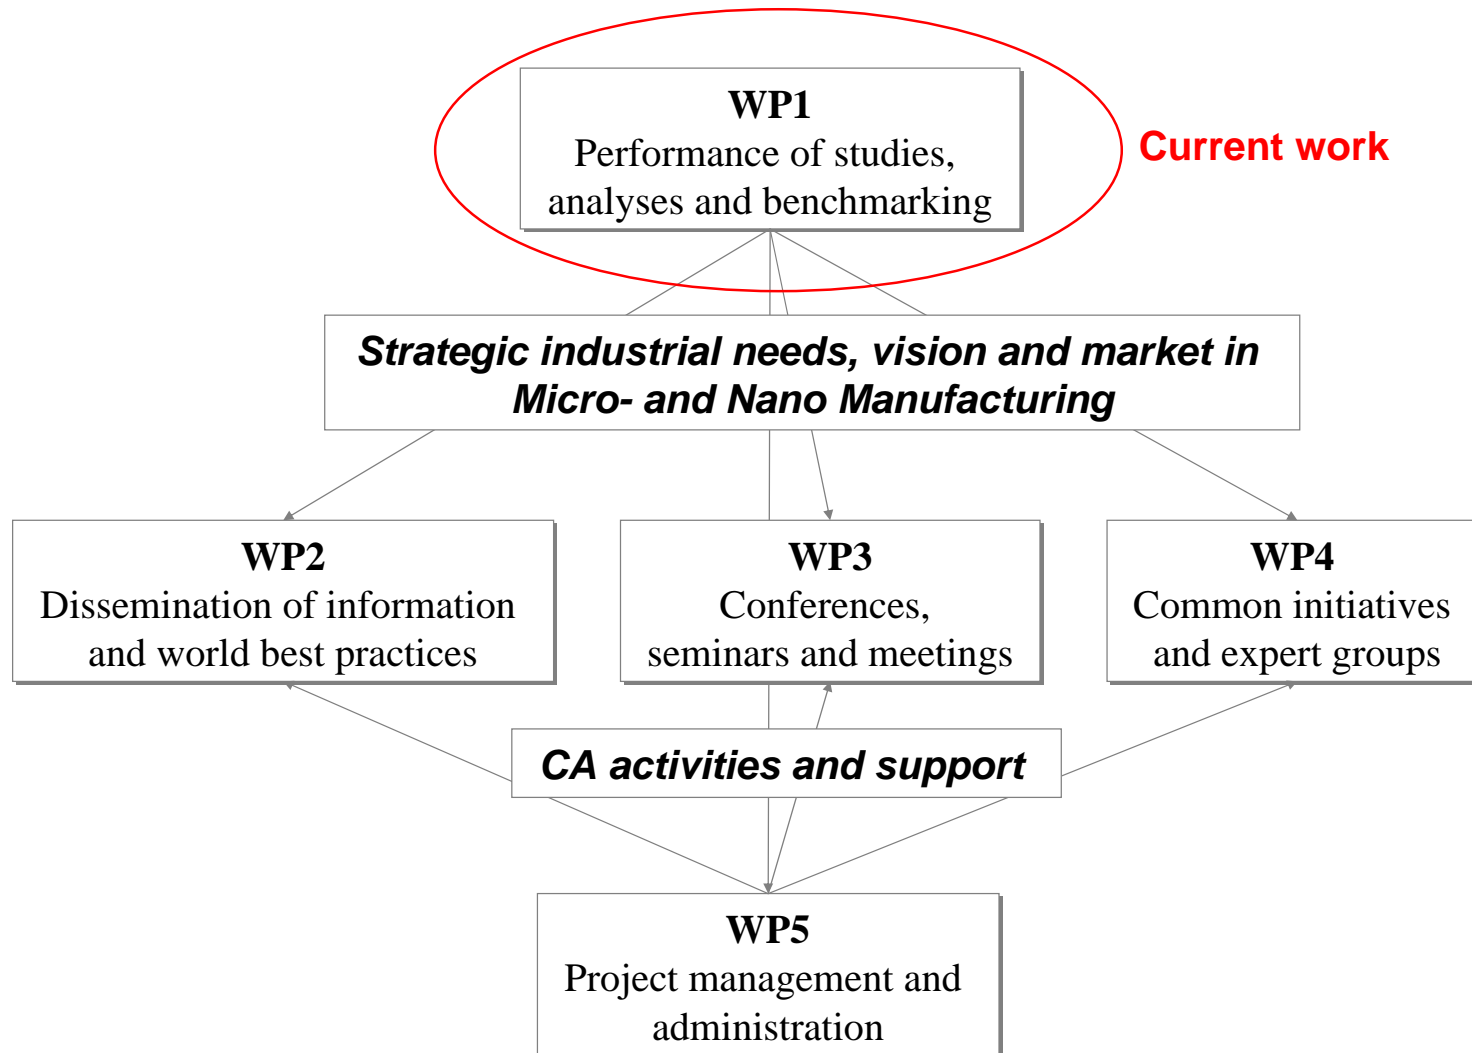 WP1
Performance of studies,
analyses and benchmarking
Current work
Strategic industrial needs, vision and market in
Micro- and Nano Manufacturing
WP2
Dissemination of information
and world best practices
WP3
Conferences,
seminars and meetings
WP4
Common initiatives
and expert groups
CA activities and support
WP5
Project management and
administration